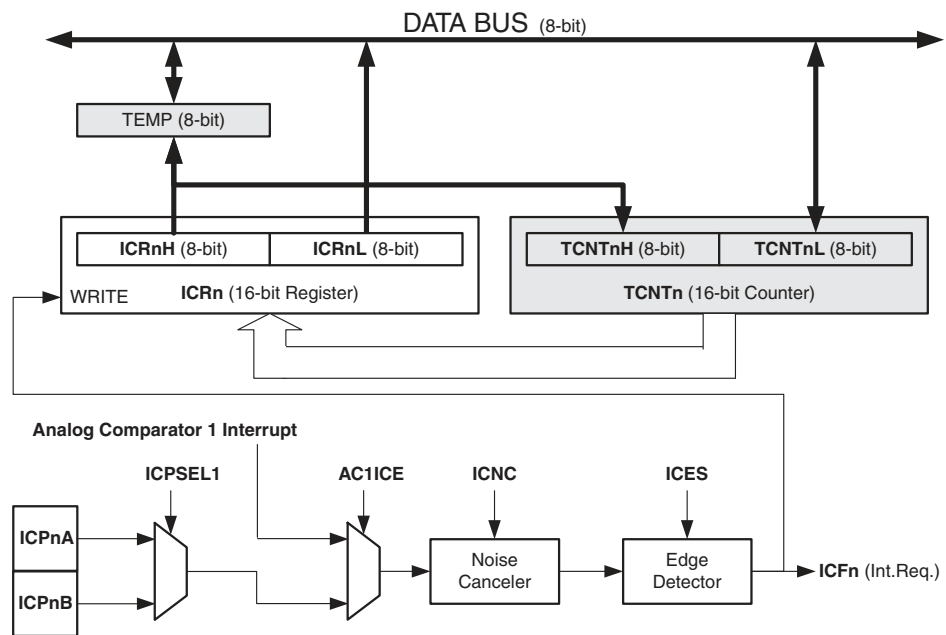 DATA BUS (8-bit)
TEMP (8-bit)
ICRnH (8-bit)
ICRnL (8-bit)
TCNTnH (8-bit)
TCNTnL (8-bit)
WRITE
ICRn (16-bit Register)
TCNTn (16-bit Counter)
Analog Comparator 1 Interrupt
ICPSEL1
AC1ICE
ICNC
ICES
ICPnA
ICPnB
Noise
Canceler
Edge
Detector
ICFn (Int.Req.)